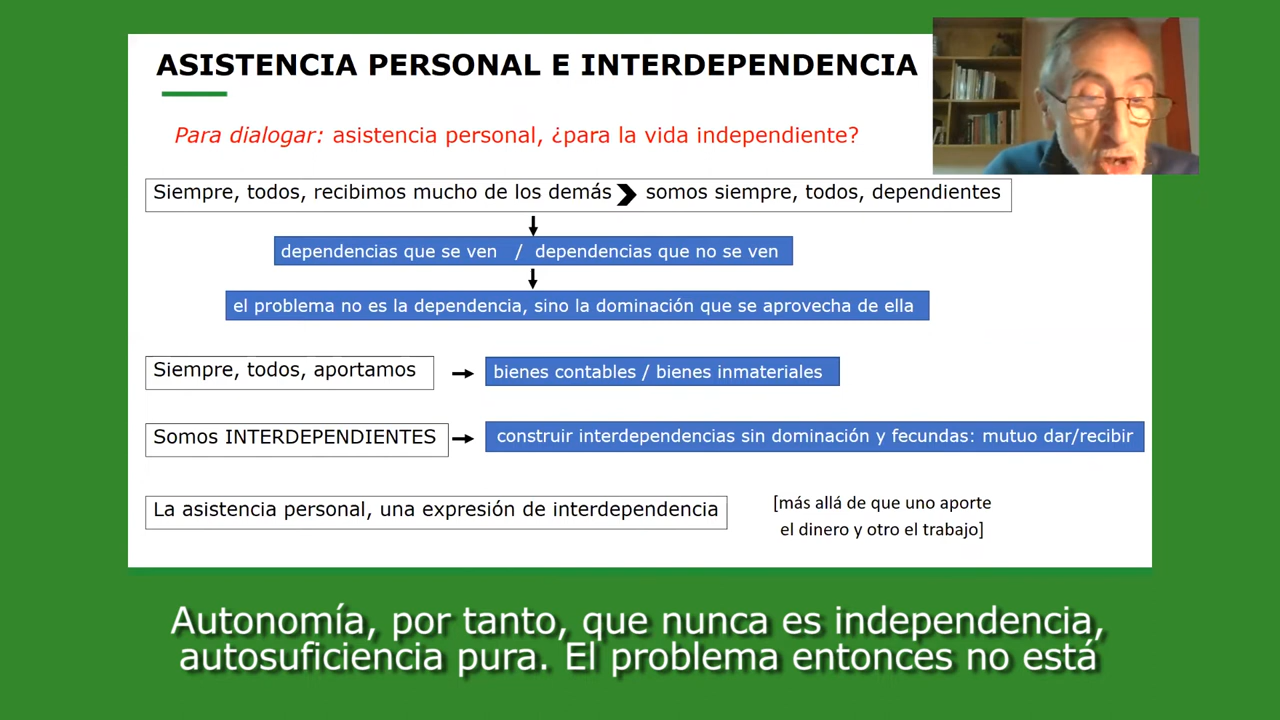 ASISTENCIA PERSONAL E INTERDEPENDENCIA
Para dialogar: asistencia personal, ¿para la vida independiente?
Siempre, todos, recibimos mucho de los demás somos siempre, todos, dependientes
dependencias que se ven / dependencias que no se ven
el problema no es la dependencia, sino la dominación que se aprovecha de ella
Siempre, todos, aportamos
bienes contables / bienes inmateriales
Somos INTERDEPENDIENTES
construir interdependencias sin dominación y fecundas: mutuo dar/recibir
La asistencia personal, una expresión de interdependencia
[más allá de que uno aporte
el dinero y otro el trabajo]
Autonomía, por tanto, que nunca es independencia,
autosuficiencia pura. El problema entonces no está